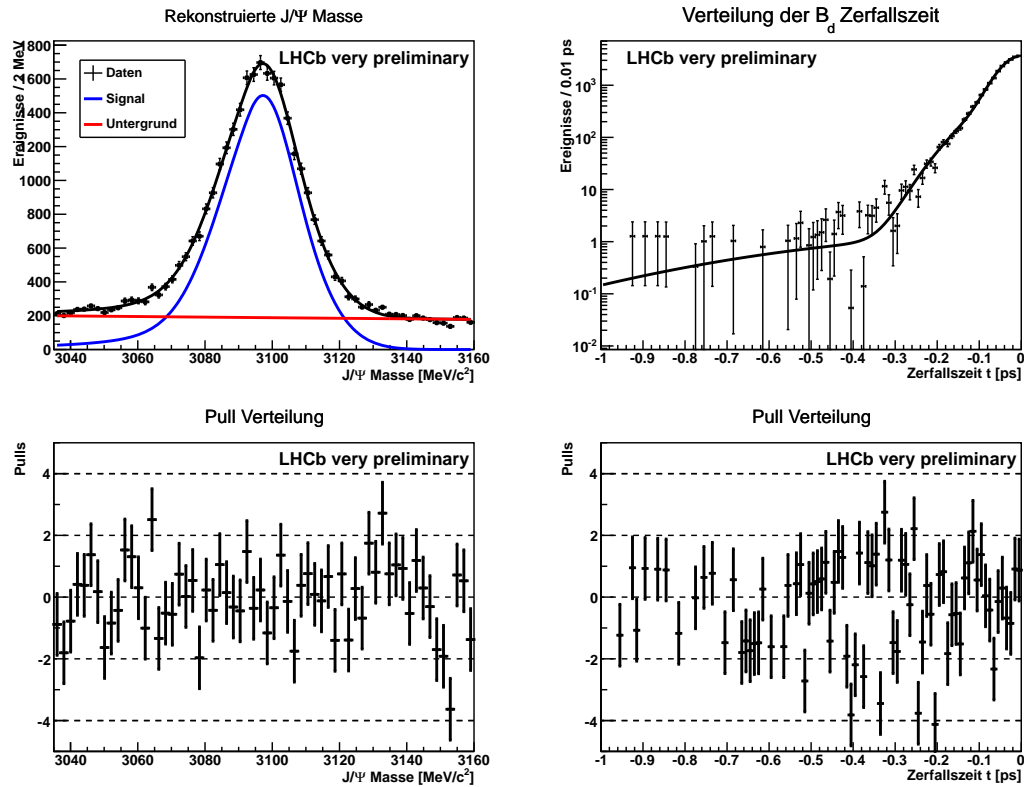 Rekonstruierte J/Ψ Masse
Ereignisse / 2 MeV
LHCb very preliminary
Daten
Signal
Untergrund
1800
1600
1400
1200
1000
800
600
400
200
0
3040 3060 3080 3100 3120 3140 3160
J/Ψ Masse [MeV/c²]
Verteilung der B_d Zerfallszeit
Ereignisse / 0.01 ps
LHCb very preliminary
10³
10²
10
1
10⁻¹
10⁻²
-1 -0.9 -0.8 -0.7 -0.6 -0.5 -0.4 -0.3 -0.2 -0.1 0
Zerfallszeit t [ps]
Pull Verteilung
Pulls
LHCb very preliminary
4
2
0
-2
-4
3040 3060 3080 3100 3120 3140 3160
J/Ψ Masse [MeV/c²]
Pull Verteilung
Pulls
LHCb very preliminary
4
2
0
-2
-4
-1 -0.9 -0.8 -0.7 -0.6 -0.5 -0.4 -0.3 -0.2 -0.1 0
Zerfallszeit t [ps]